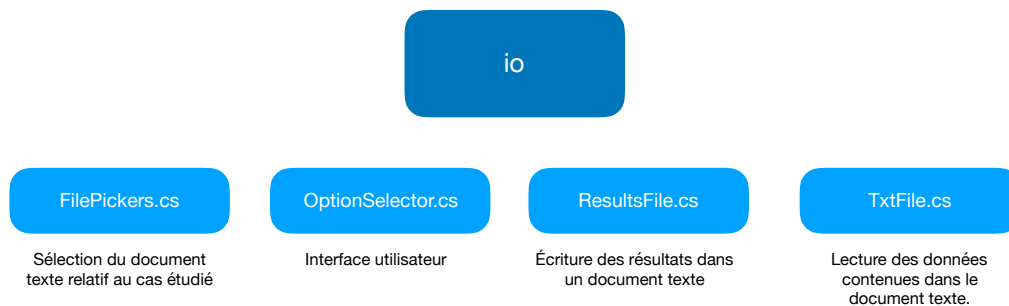 io
FilePickers.cs
OptionSelector.cs
ResultsFile.cs
TxtFile.cs
Sélection du document
texte relatif au cas étudié
Interface utilisateur
Écriture des résultats dans
un document texte
Lecture des données
contenues dans le
document texte.